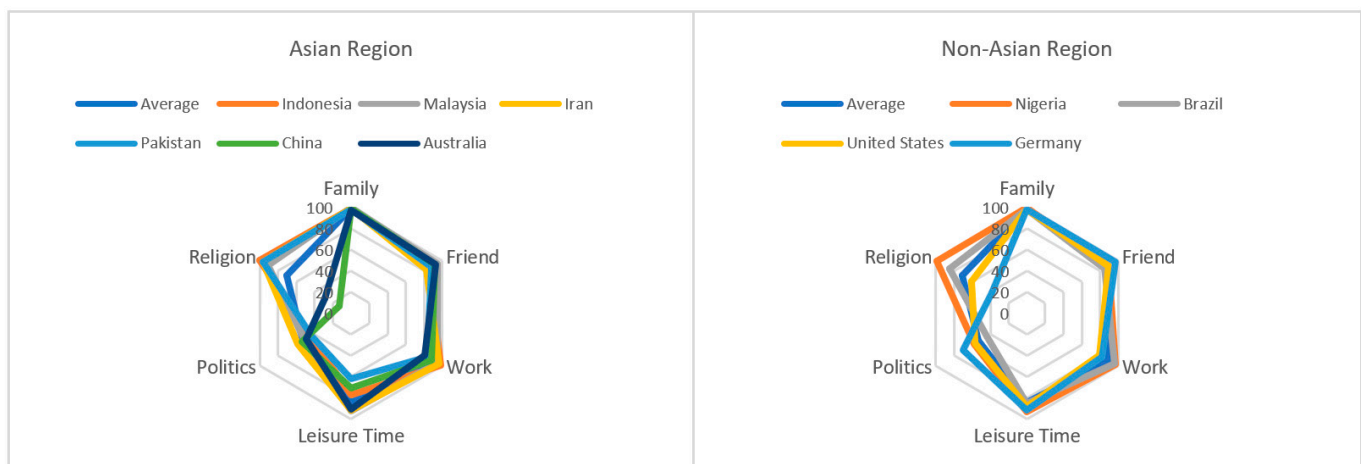 Asian Region
Average Indonesia Malaysia Iran
Pakistan China Australia
Family
100
80
60
40
20
0
Friend
Work
Leisure Time
Politics
Religion
Non-Asian Region
Average Nigeria Brazil
United States Germany
Family
100
80
60
40
20
0
Friend
Work
Leisure Time
Politics
Religion